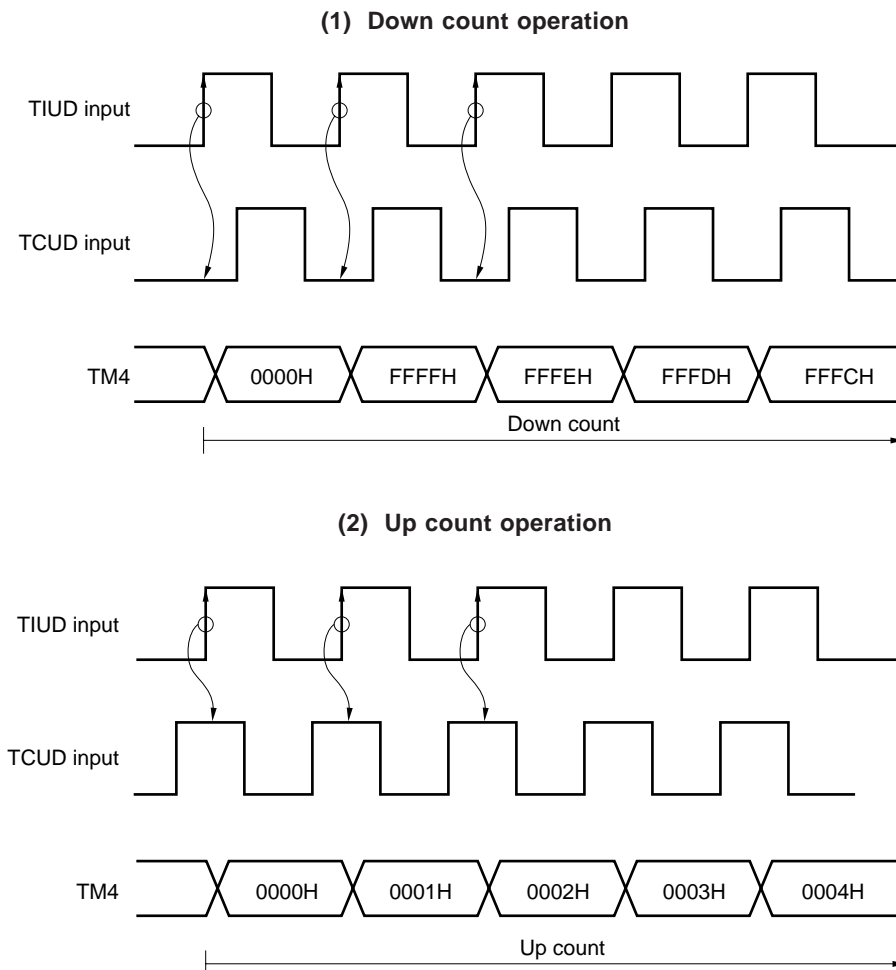 (1) Down count operation
TIUD input
TCUD input
TM4 0000H FFFFH FFFEH FFFDH FFFCH
Down count
(2) Up count operation
TIUD input
TCUD input
TM4 0000H 0001H 0002H 0003H 0004H
Up count